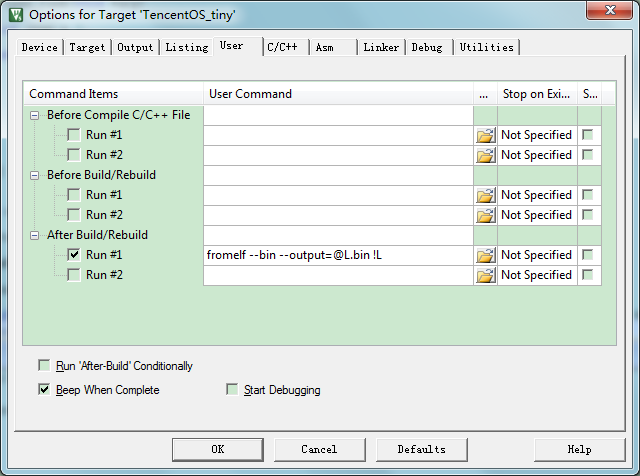 Options for Target 'TencentOS_tiny'
Device Target Output Listing User C/C++ Asm Linker Debug Utilities
Command Items User Command ... Stop on Exi... S...
Before Compile C/C++ File
Run #1 Not Specified
Run #2 Not Specified
Before Build/Rebuild
Run #1 Not Specified
Run #2 Not Specified
After Build/Rebuild
Run #1 fromelf --bin --output=@L.bin !L Not Specified
Run #2 Not Specified
Run 'After-Build' Conditionally
Beep When Complete Start Debugging
OK Cancel Defaults Help